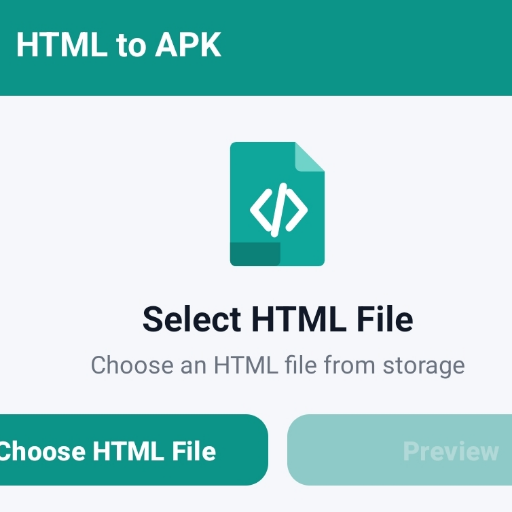 HTML to APK
</>
Select HTML File
Choose an HTML file from storage
Choose HTML File
Preview